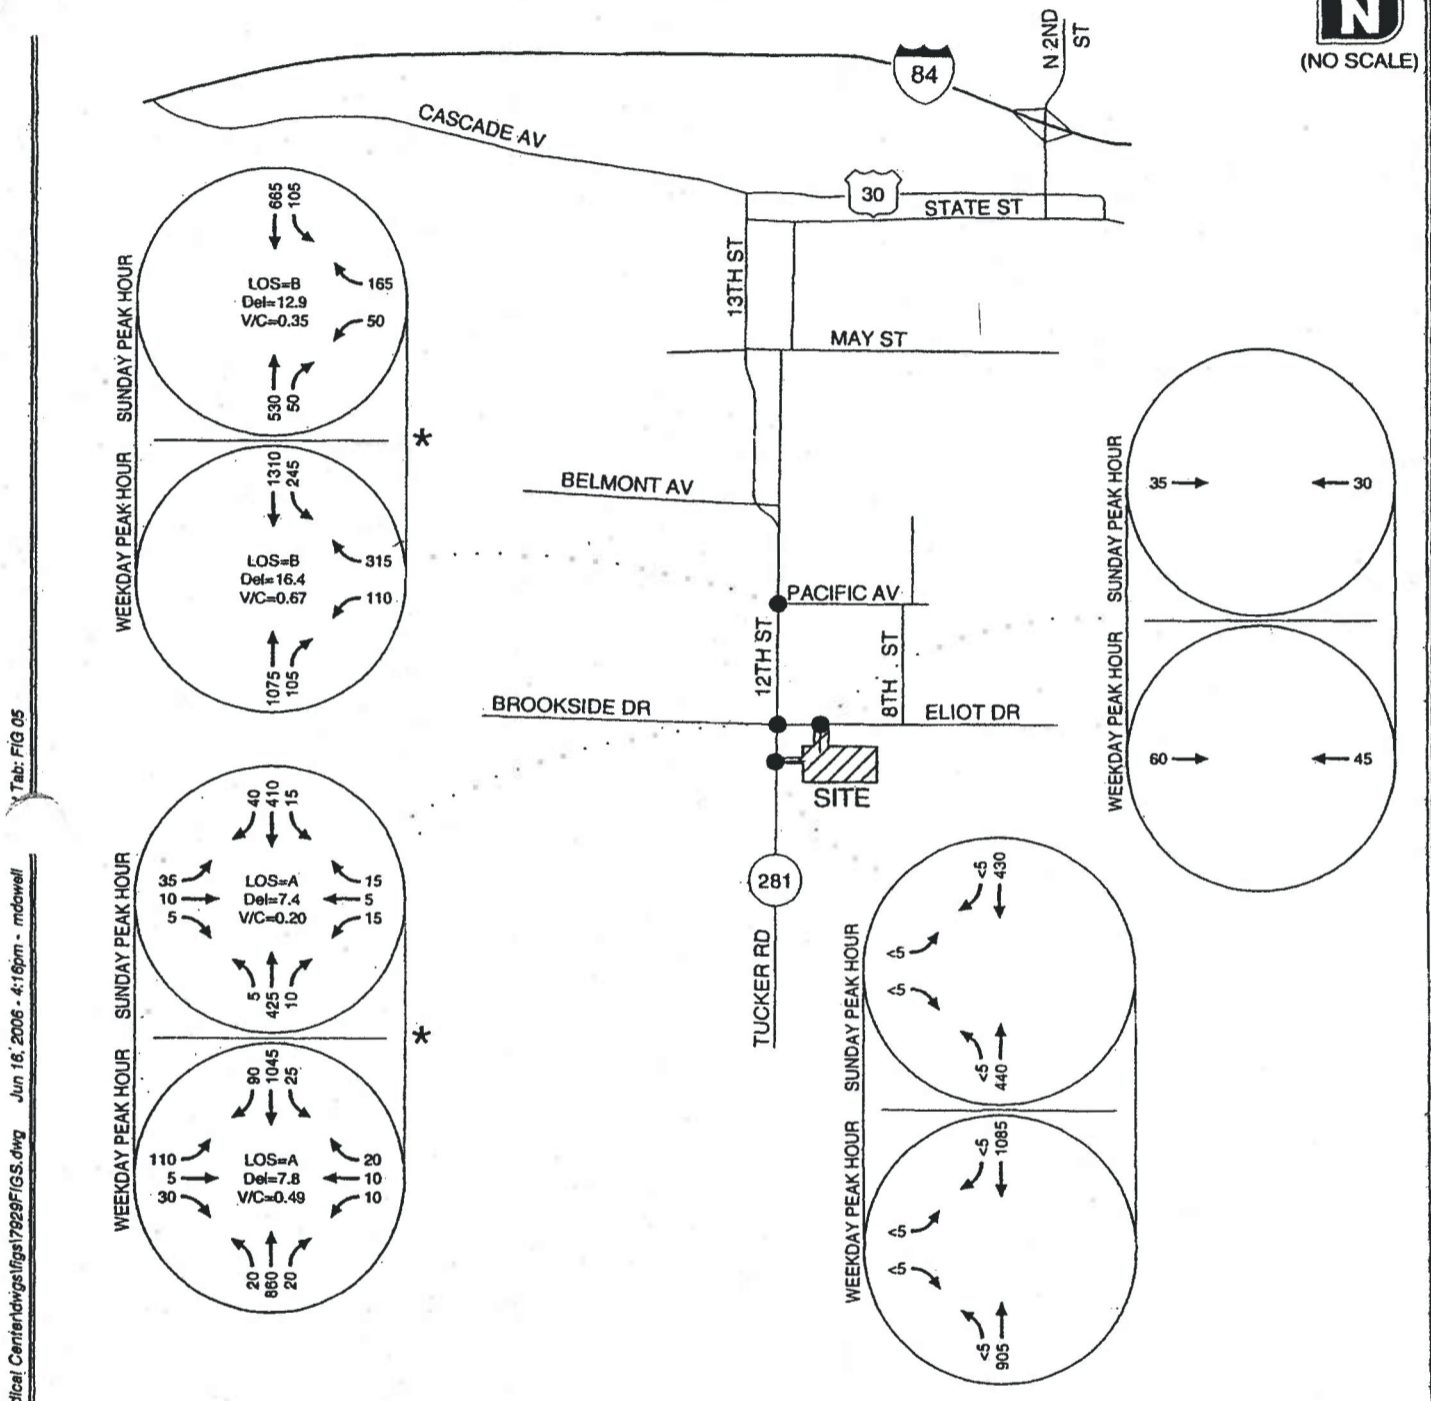 N
(NO SCALE)
84
N 2ND
ST
CASCADE AV
30
STATE ST
13TH ST
MAY ST
BELMONT AV
PACIFIC AV
12TH ST
8TH ST
BROOKSIDE DR
ELIOT DR
SITE
281
TUCKER RD
SUNDAY PEAK HOUR
665
105
LOS=B
Del=12.9
V/C=0.35
165
50
530
50
*
WEEKDAY PEAK HOUR
1310
245
LOS=B
Del=16.4
V/C=0.67
315
110
1075
105
SUNDAY PEAK HOUR
40
410
15
35
10
5
LOS=A
Del=7.4
V/C=0.20
15
5
15
5
425
10
*
WEEKDAY PEAK HOUR
90
1045
25
110
5
30
LOS=A
Del=7.8
V/C=0.49
20
10
10
20
860
20
SUNDAY PEAK HOUR
35
30
WEEKDAY PEAK HOUR
60
45
SUNDAY PEAK HOUR
<5
430
<5
<5
<5
440
WEEKDAY PEAK HOUR
<5
1085
<5
<5
<5
905
dical Center\dwgs\figs\7929FIGS.dwg Jun 16, 2006 - 4:16pm - mdowell
Tab: FIG 05